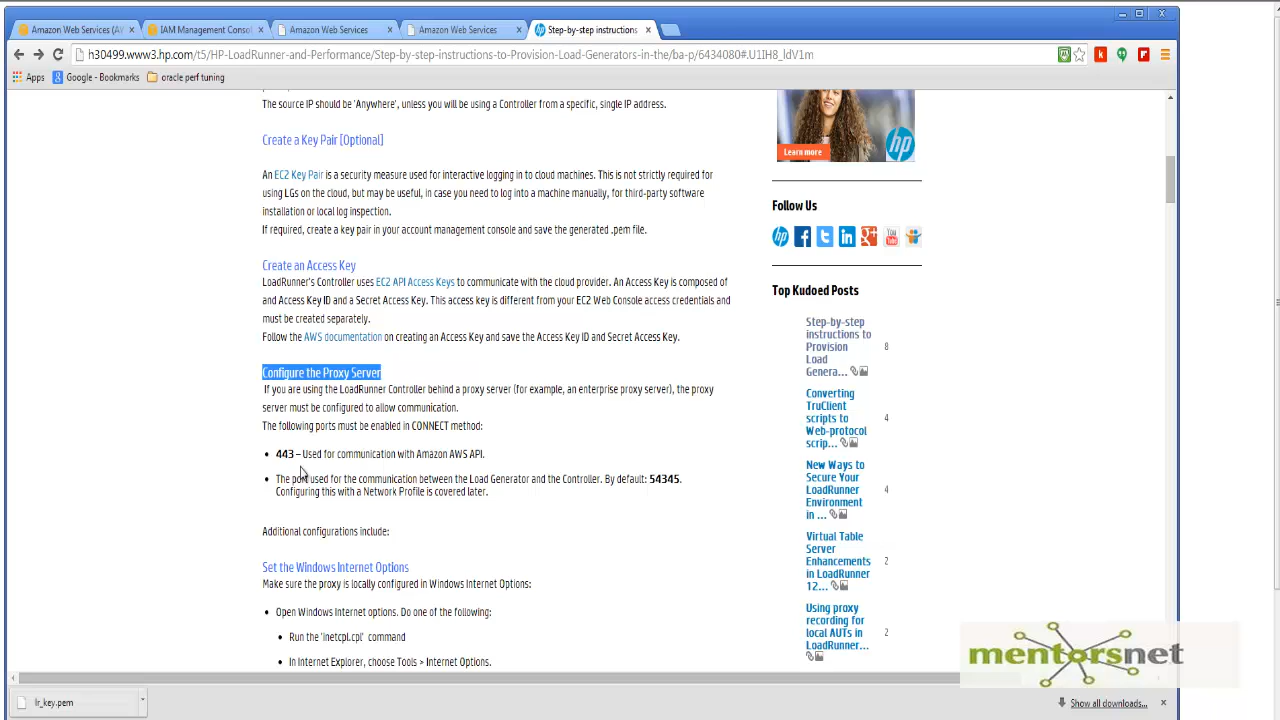 Amazon Web Services (AV
IAM Management Consol
Amazon Web Services
Amazon Web Services
Step-by-step instructions
h30499.www3.hp.com/t5/HP-LoadRunner-and-Performance/Step-by-step-instructions-to-Provision-Load-Generators-in-the/ba-p/6434080#.U1IH8_ldV1m
Apps
Google - Bookmarks
oracle perf tuning
The source IP should be 'Anywhere', unless you will be using a Controller from a specific, single IP address.
Create a Key Pair [Optional]
An EC2 Key Pair is a security measure used for interactive logging in to cloud machines. This is not strictly required for
using LGs on the cloud, but may be useful, in case you need to log into a machine manually, for third-party software
installation or local log inspection.
If required, create a key pair in your account management console and save the generated .pem file.
Create an Access Key
LoadRunner's Controller uses EC2 API Access Keys to communicate with the cloud provider. An Access Key is composed of
and Access Key ID and a Secret Access Key. This access key is different from your EC2 Web Console access credentials and
must be created separately.
Follow the AWS documentation on creating an Access Key and save the Access Key ID and Secret Access Key.
Configure the Proxy Server
If you are using the LoadRunner Controller behind a proxy server (for example, an enterprise proxy server), the proxy
server must be configured to allow communication.
The following ports must be enabled in CONNECT method:
443 – Used for communication with Amazon AWS API.
The port used for the communication between the Load Generator and the Controller. By default: 54345.
Configuring this with a Network Profile is covered later.
Additional configurations include:
Set the Windows Internet Options
Make sure the proxy is locally configured in Windows Internet Options:
Open Windows Internet options. Do one of the following:
Run the 'inetcpl.cpl' command
In Internet Explorer, choose Tools > Internet Options.
Learn more
hp
Follow Us
Top Kudoed Posts
Step-by-step
instructions to
Provision
Load
Genera...
8
Converting
TruClient
scripts to
Web-protocol
scrip...
4
New Ways to
Secure Your
LoadRunner
Environment
in ...
4
Virtual Table
Server
Enhancements
in LoadRunner
12...
2
Using proxy
recording for
local AUTs in
LoadRunner...
2
mentorsnet
lr_key.pem
Show all downloads...